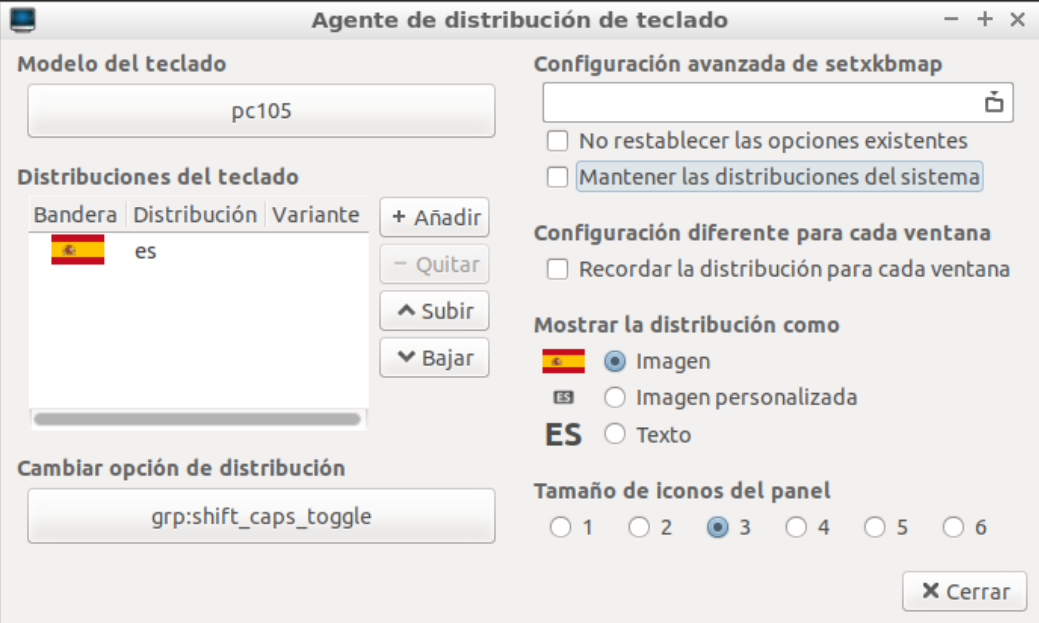 Agente de distribución de teclado
Modelo del teclado
pc105
Distribuciones del teclado
Bandera Distribución Variante
es
+ Añadir
− Quitar
Subir
Bajar
Cambiar opción de distribución
grp:shift_caps_toggle
Configuración avanzada de setxkbmap
No restablecer las opciones existentes
Mantener las distribuciones del sistema
Configuración diferente para cada ventana
Recordar la distribución para cada ventana
Mostrar la distribución como
Imagen
ES Imagen personalizada
ES Texto
Tamaño de iconos del panel
1 2 3 4 5 6
Cerrar